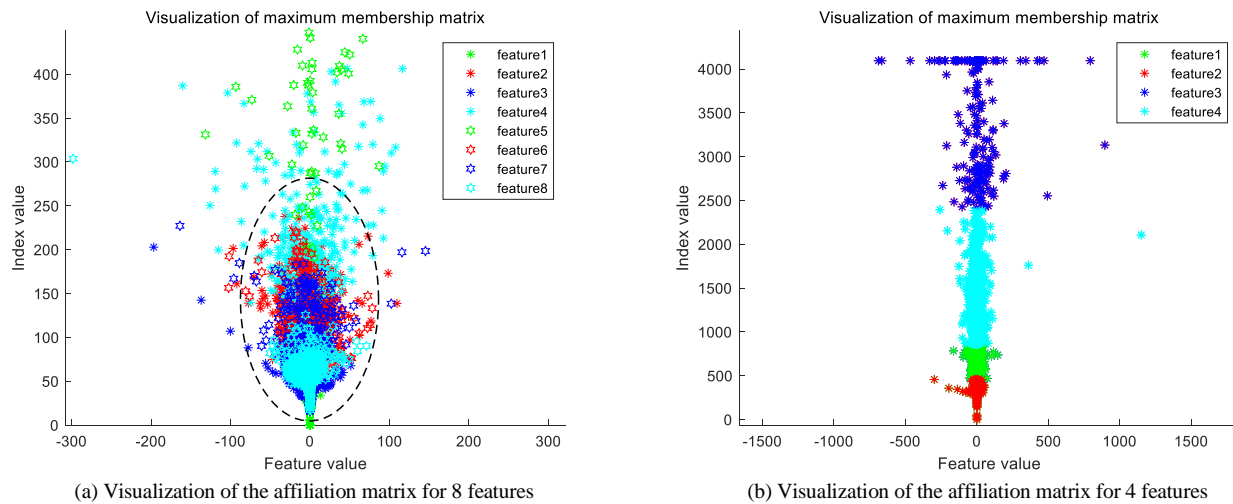 Visualization of maximum membership matrix
Index value
400
350
300
250
200
150
100
50
0
feature1
feature2
feature3
feature4
feature5
feature6
feature7
feature8
-300 -200 -100 0 100 200 300
Feature value
(a) Visualization of the affiliation matrix for 8 features
Visualization of maximum membership matrix
Index value
4000
3500
3000
2500
2000
1500
1000
500
0
feature1
feature2
feature3
feature4
-1500 -1000 -500 0 500 1000 1500
Feature value
(b) Visualization of the affiliation matrix for 4 features